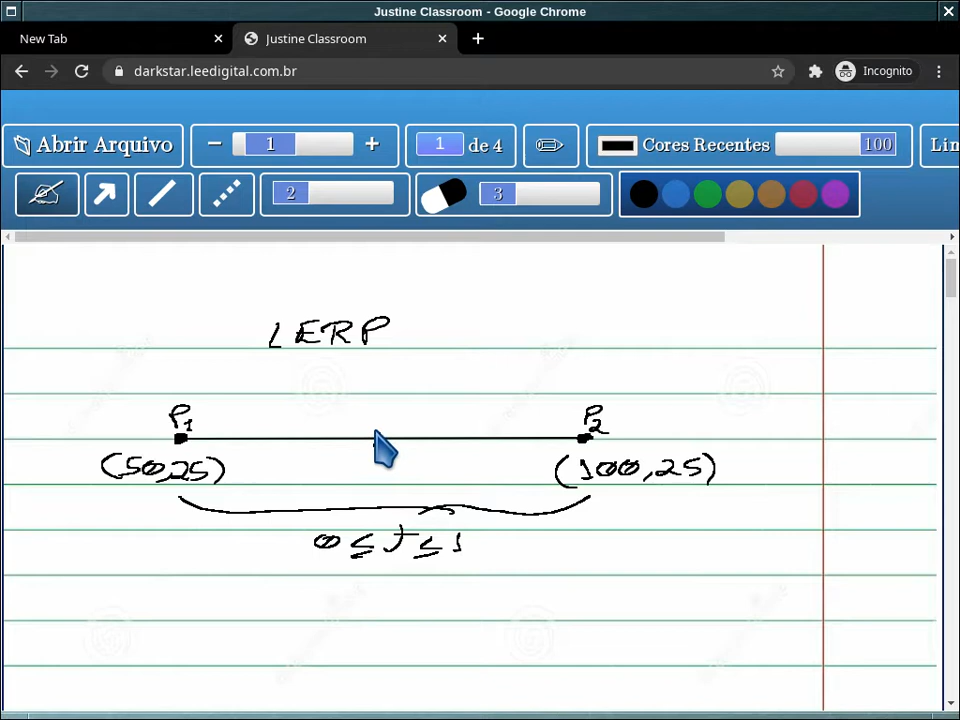 Justine Classroom - Google Chrome
New Tab
Justine Classroom
darkstar.leedigital.com.br
Incognito
Abrir Arquivo
− 1 +
1 de 4
Cores Recentes
100
Lin
2
3
LERP
P1
P2
(50,25)
(100,25)
0 ≤ t ≤ 1